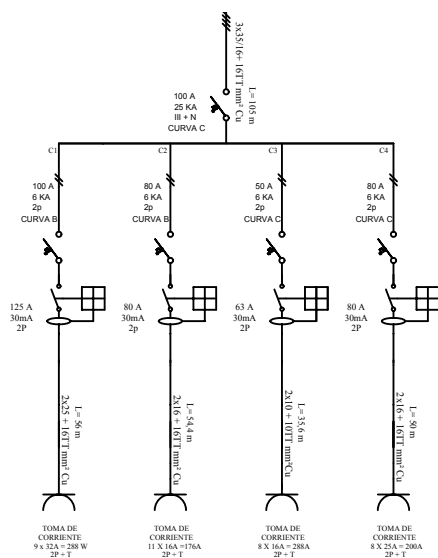 3x35/16+ 16TT mm² Cu
L= 105 m
100 A
25 KA
III + N
CURVA C
C1
C2
C3
C4
100 A
6 KA
2p
CURVA B
80 A
6 KA
2p
CURVA B
50 A
6 KA
2p
CURVA C
80 A
6 KA
2p
CURVA C
125 A
30mA
2P
80 A
30mA
2p
63 A
30mA
2P
80 A
30mA
2P
L= 56 m
2x25 + 16TT mm² Cu
L= 54,4 m
2x16 + 16TT mm² Cu
L= 35,6 m
2x10 + 10TT mm²Cu
L= 50 m
2x16 + 16TT mm² Cu
TOMA DE
CORRIENTE
9 x 32A = 288 W
2P + T
TOMA DE
CORRIENTE
11 X 16A =176A
2P + T
TOMA DE
CORRIENTE
8 X 16A = 288A
2P + T
TOMA DE
CORRIENTE
8 X 25A = 200A
2P + T